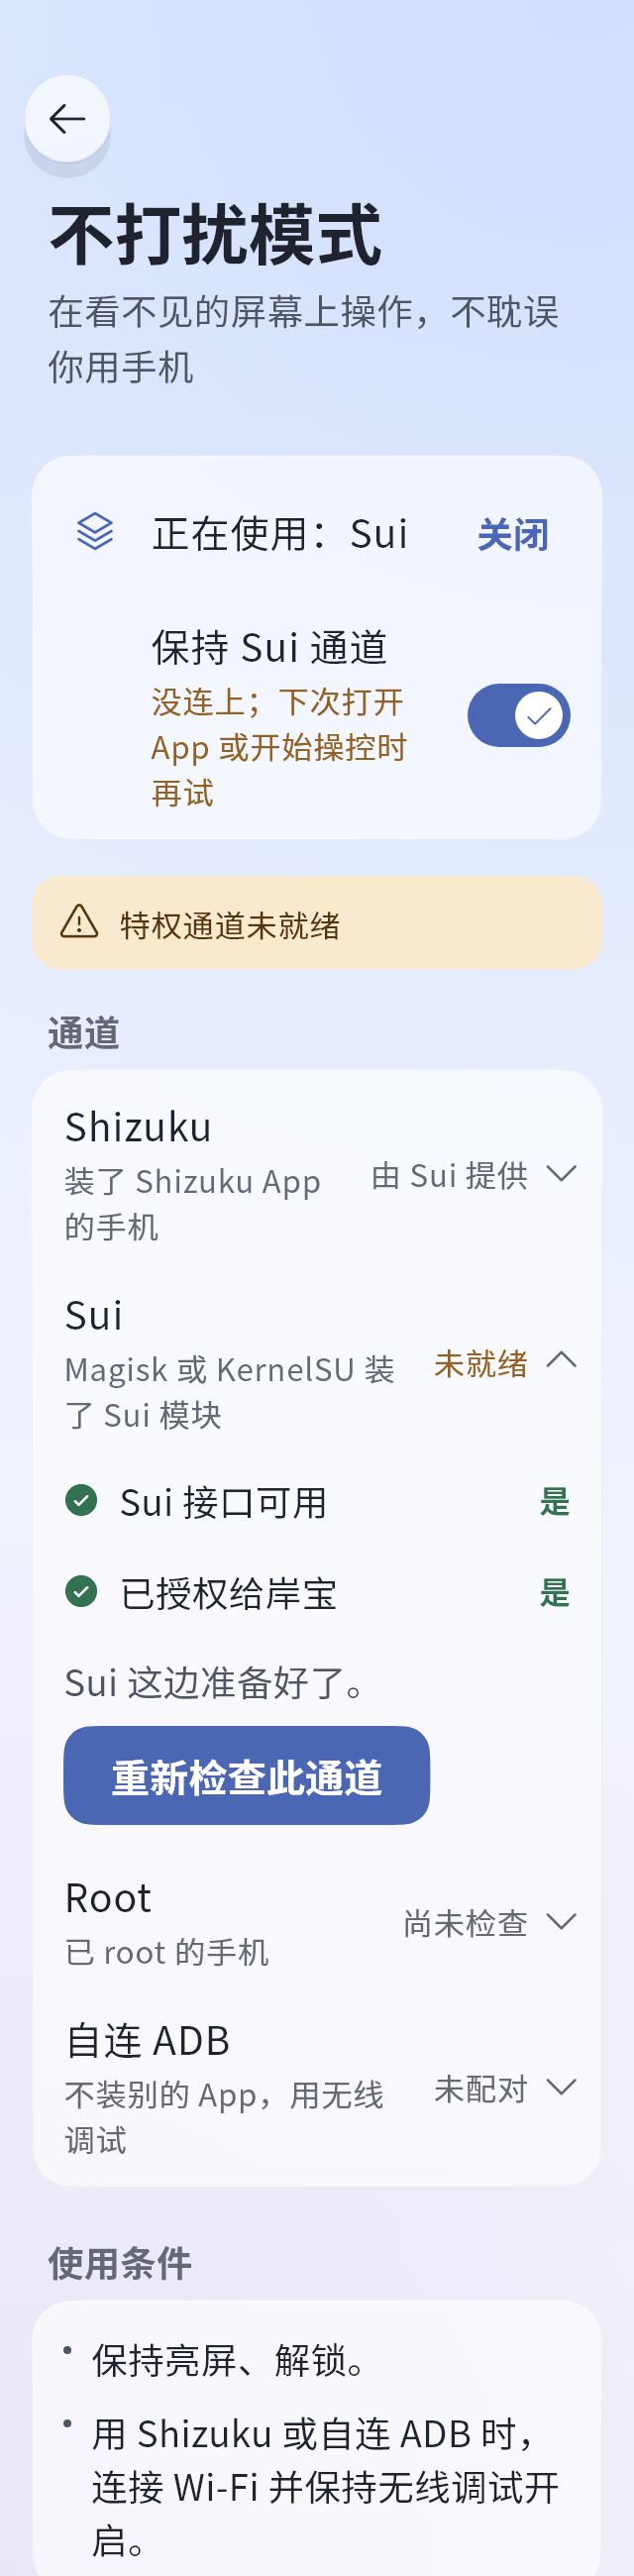 不打扰模式
在看不见的屏幕上操作，不耽误
你用手机
正在使用：Sui
关闭
保持 Sui 通道
没连上；下次打开
App 或开始操控时
再试
特权通道未就绪
通道
Shizuku
装了 Shizuku App
的手机
由 Sui 提供
Sui
Magisk 或 KernelSU 装
了 Sui 模块
未就绪
Sui 接口可用
是
已授权给岸宝
是
Sui 这边准备好了。
重新检查此通道
Root
已 root 的手机
尚未检查
自连 ADB
不装别的 App，用无线
调试
未配对
使用条件
• 保持亮屏、解锁。
• 用 Shizuku 或自连 ADB 时，
连接 Wi-Fi 并保持无线调试开
启。